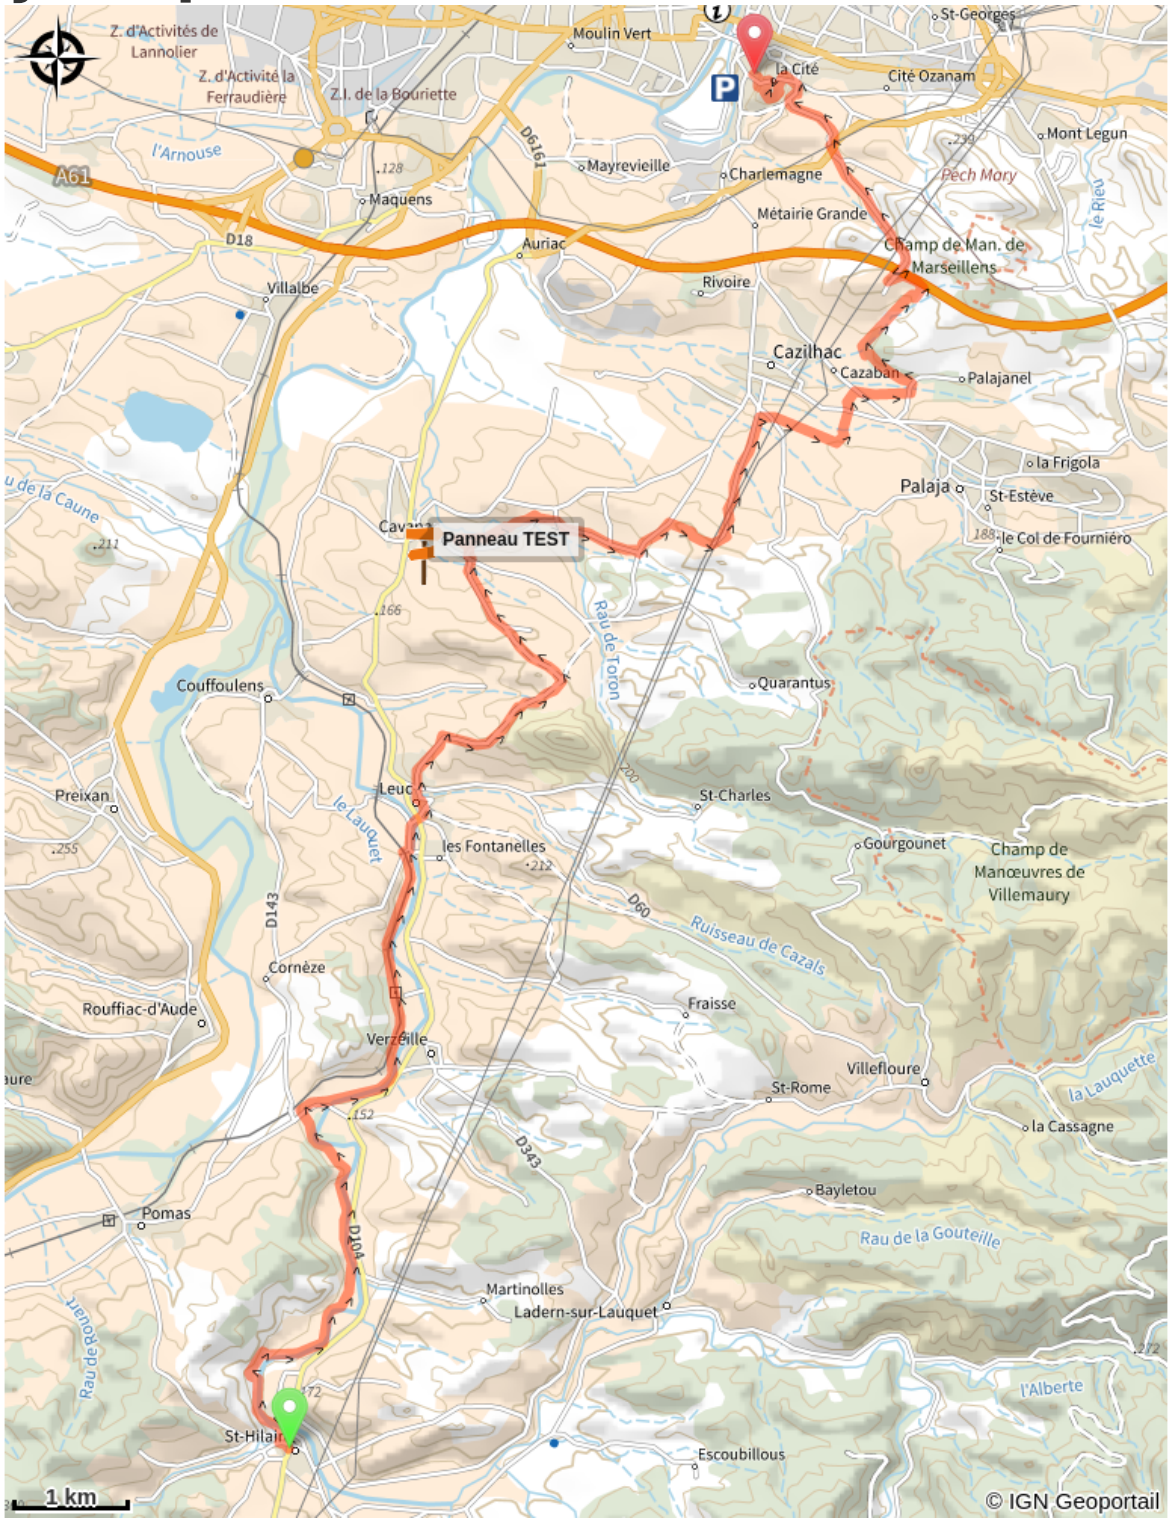 St-Georges
Z. d'Activités de
Lannolier
Moulin Vert
la Cité
Z. d'Activité la
Ferraudière
Z.I. de la Bouriette
P
Cité Ozanam
D6161
Mont Legun
l'Arnouse
.239
.128
Mayrevieille
Charlemagne
Pech Mary
A61
Maquens
le Rieu
Métairie Grande
D18
Auriac
Champ de Man. de
Marseillens
Villalbe
Rivoire
Cazilhac
Cazaban
Palajanel
la Frigola
u de la Caune
Palaja
St-Estève
Panneau TEST
188
le Col de Fourniéro
.211
.166
Rau de Toron
Couffoulens
Quarantus
200
Preixan
Leuc
St-Charles
le Lauquet
.255
les Fontanelles
.212
Gourgounet
Champ de
Manœuvres de
Villemaury
D143
D60
Ruisseau de Cazals
Cornèze
Rouffiac-d'Aude
Fraisse
Verzeille
aure
Villefloure
St-Rome
la Lauquette
.152
la Cassagne
D343
Bayletou
Pomas
D104
Rau de la Gouteille
Martinolles
Ladern-sur-Lauquet
Rau de Rouart
.272
172
l'Alberte
St-Hilair
Escoubillous
1 km
© IGN Geoportail